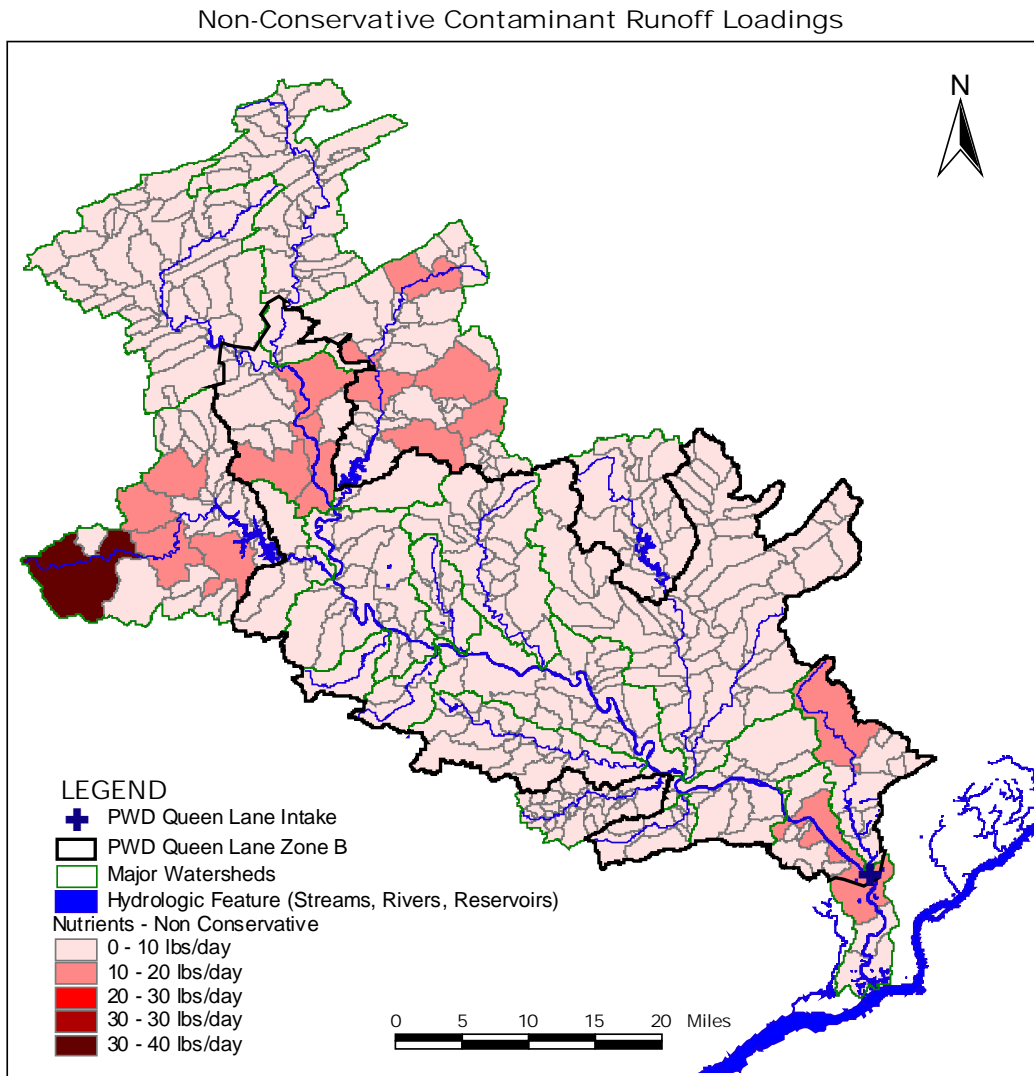 Non-Conservative Contaminant Runoff Loadings
N
LEGEND
PWD Queen Lane Intake
PWD Queen Lane Zone B
Major Watersheds
Hydrologic Feature (Streams, Rivers, Reservoirs)
Nutrients - Non Conservative
0 - 10 lbs/day
10 - 20 lbs/day
20 - 30 lbs/day
30 - 30 lbs/day
30 - 40 lbs/day
0 5 10 15 20 Miles